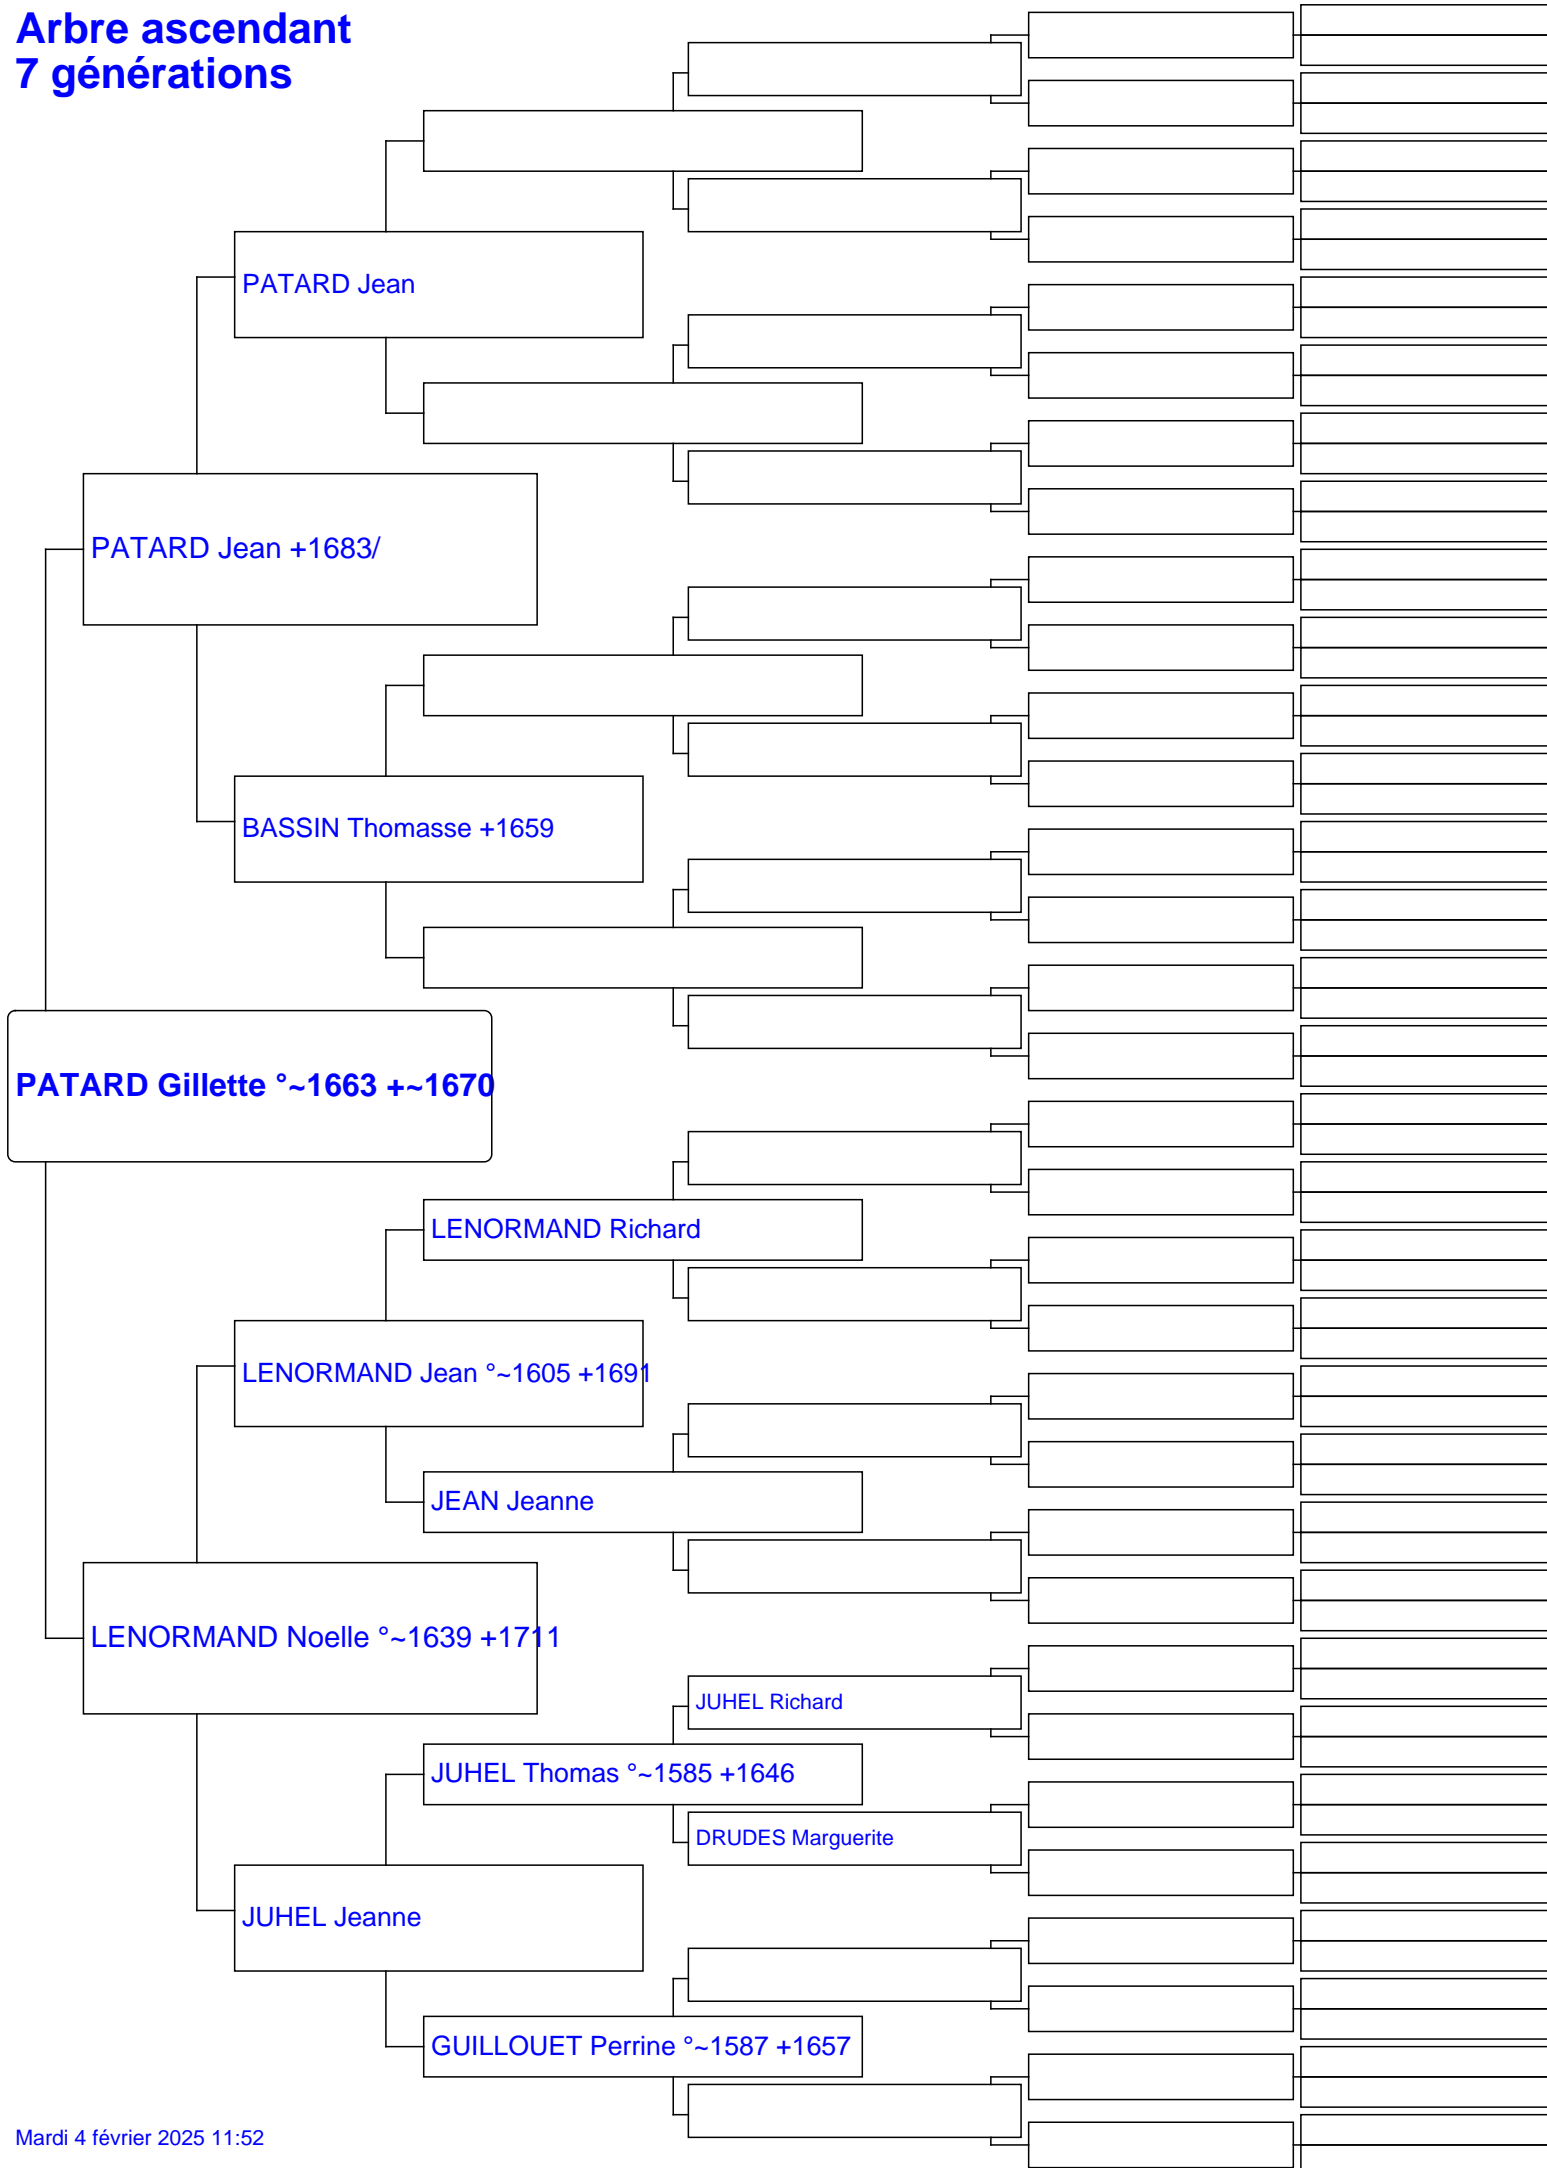 Arbre ascendant
7 générations
PATARD Jean
PATARD Jean +1683/
BASSIN Thomasse +1659
PATARD Gillette °~1663 +~1670
LENORMAND Richard
LENORMAND Jean °~1605 +1691
JEAN Jeanne
LENORMAND Noelle °~1639 +1711
JUHEL Richard
JUHEL Thomas °~1585 +1646
DRUDES Marguerite
JUHEL Jeanne
GUILLOUET Perrine °~1587 +1657
Mardi 4 février 2025 11:52